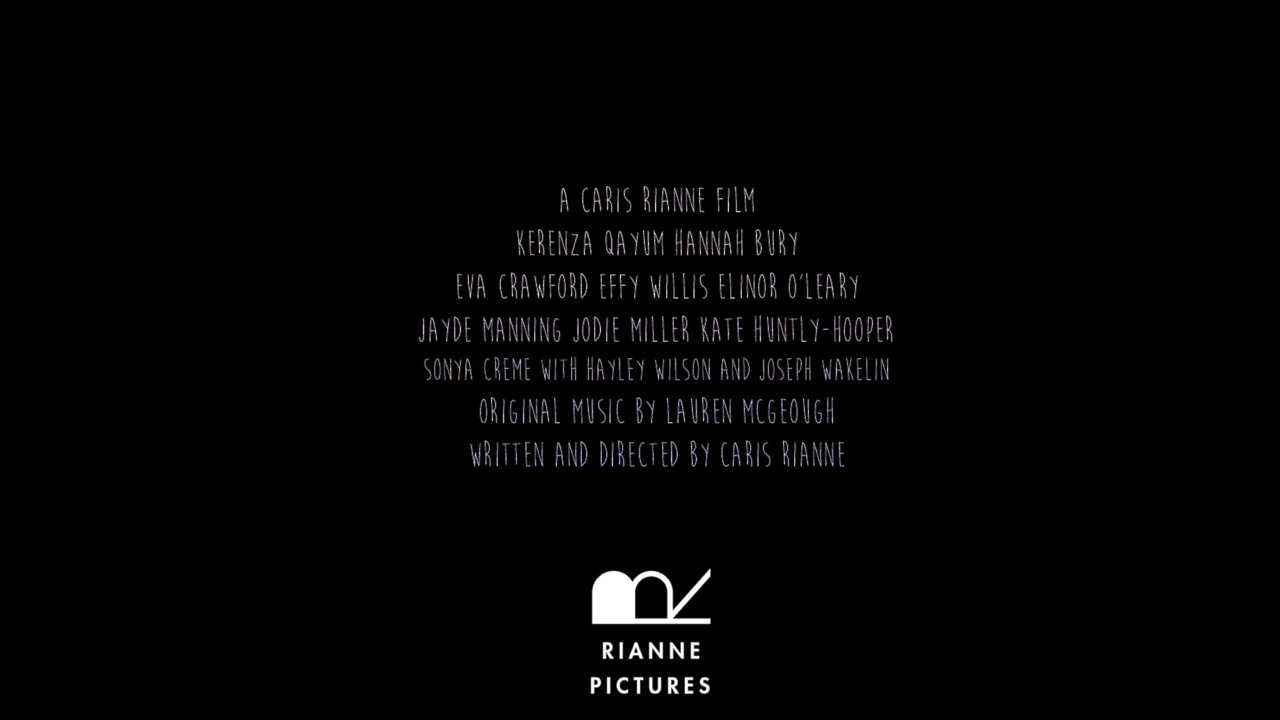 A CARIS RIANNE FILM
KERENZA QAYUM HANNAH BURY
EVA CRAWFORD EFFY WILLIS ELINOR O'LEARY
JAYDE MANNING JODIE MILLER KATE HUNTLY-HOOPER
SONYA CREME WITH HAYLEY WILSON AND JOSEPH WAKELIN
ORIGINAL MUSIC BY LAUREN MCGEOUGH
WRITTEN AND DIRECTED BY CARIS RIANNE
RIANNE
PICTURES